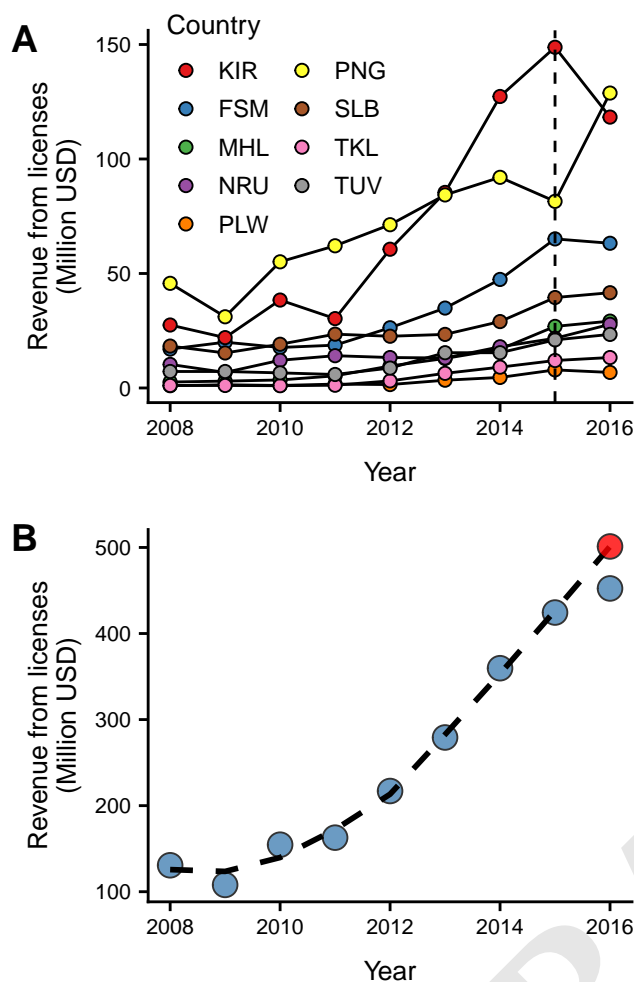 A
Country
KIR PNG
FSM SLB
MHL TKL
NRU TUV
PLW
Revenue from licenses
(Million USD)
150
100
50
0
2008 2010 2012 2014 2016
Year
B
Revenue from licenses
(Million USD)
500
400
300
200
100
2008 2010 2012 2014 2016
Year